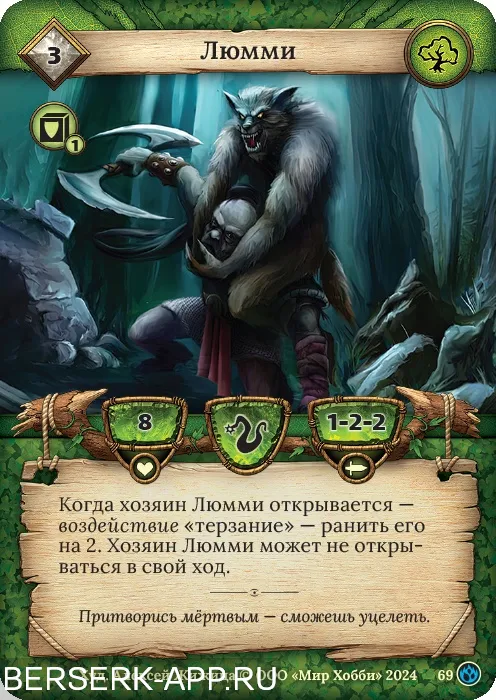 3
Люмми
1
8
1-2-2
Когда хозяин Люмми открывается —
воздействие «терзание» — ранить его
на 2. Хозяин Люмми может не откры-
ваться в свой ход.
Притворись мёртвым — сможешь уцелеть.
© ООО «Мир Хобби» 2024 69
BERSERK-APP.RU